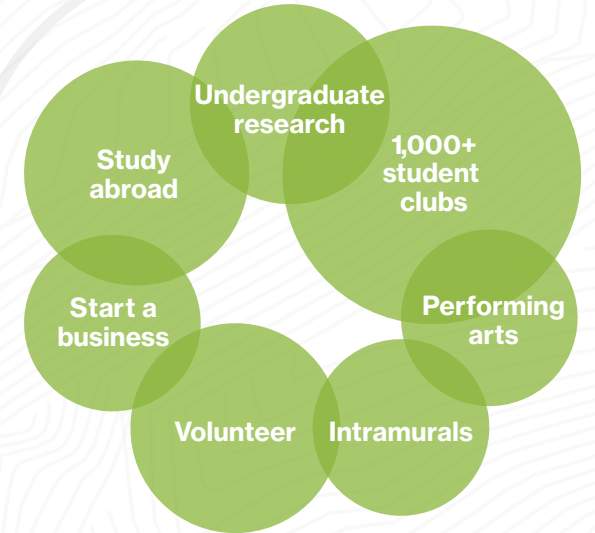 Undergraduate
research
1,000+
student
clubs
Study
abroad
Performing
arts
Start a
business
Volunteer
Intramurals